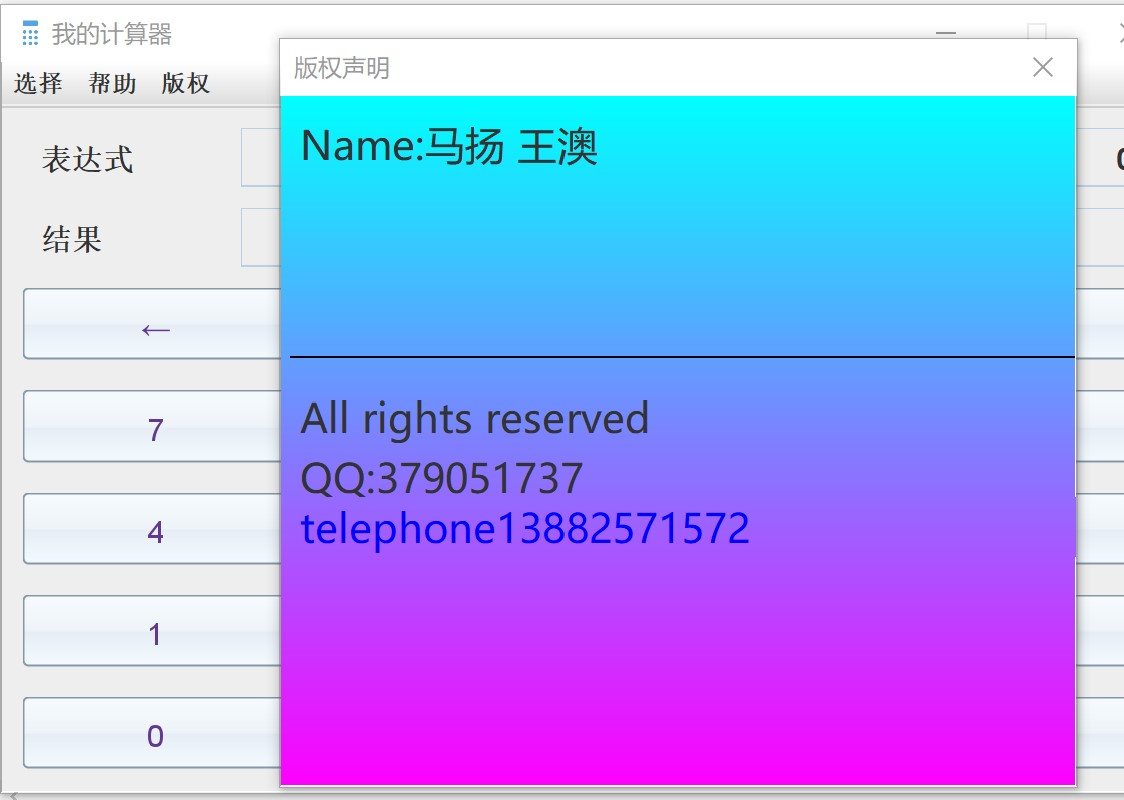 我的计算器
选择 帮助 版权
版权声明
表达式
结果
Name:马扬 王澳
All rights reserved
QQ:379051737
telephone13882571572
←
7
4
1
0